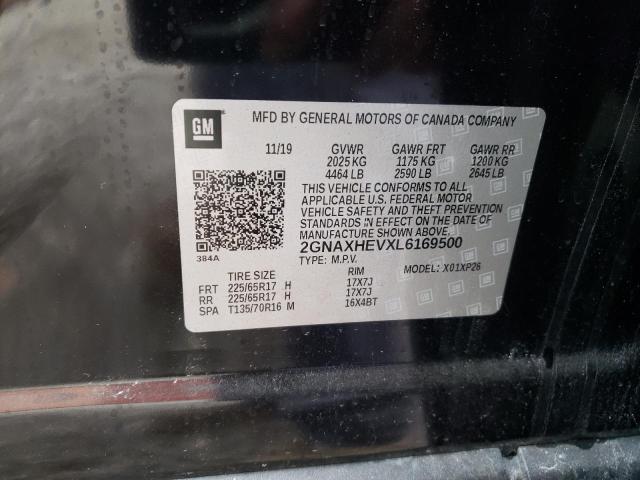 GM
MFD BY GENERAL MOTORS OF CANADA COMPANY
11/19 GVWR GAWR FRT GAWR RR
2025 KG 1175 KG 1200 KG
4464 LB 2590 LB 2645 LB
THIS VEHICLE CONFORMS TO ALL
APPLICABLE U.S. FEDERAL MOTOR
VEHICLE SAFETY AND THEFT PREVENTION
STANDARDS IN EFFECT ON THE DATE OF
MANUFACTURE SHOWN ABOVE.
2GNAXHEVXL6169500
384A
TYPE: M.P.V. MODEL: X01XP26
TIRE SIZE RIM
FRT 225/65R17 H 17X7J
RR 225/65R17 H 17X7J
SPA T135/70R16 M 16X4BT